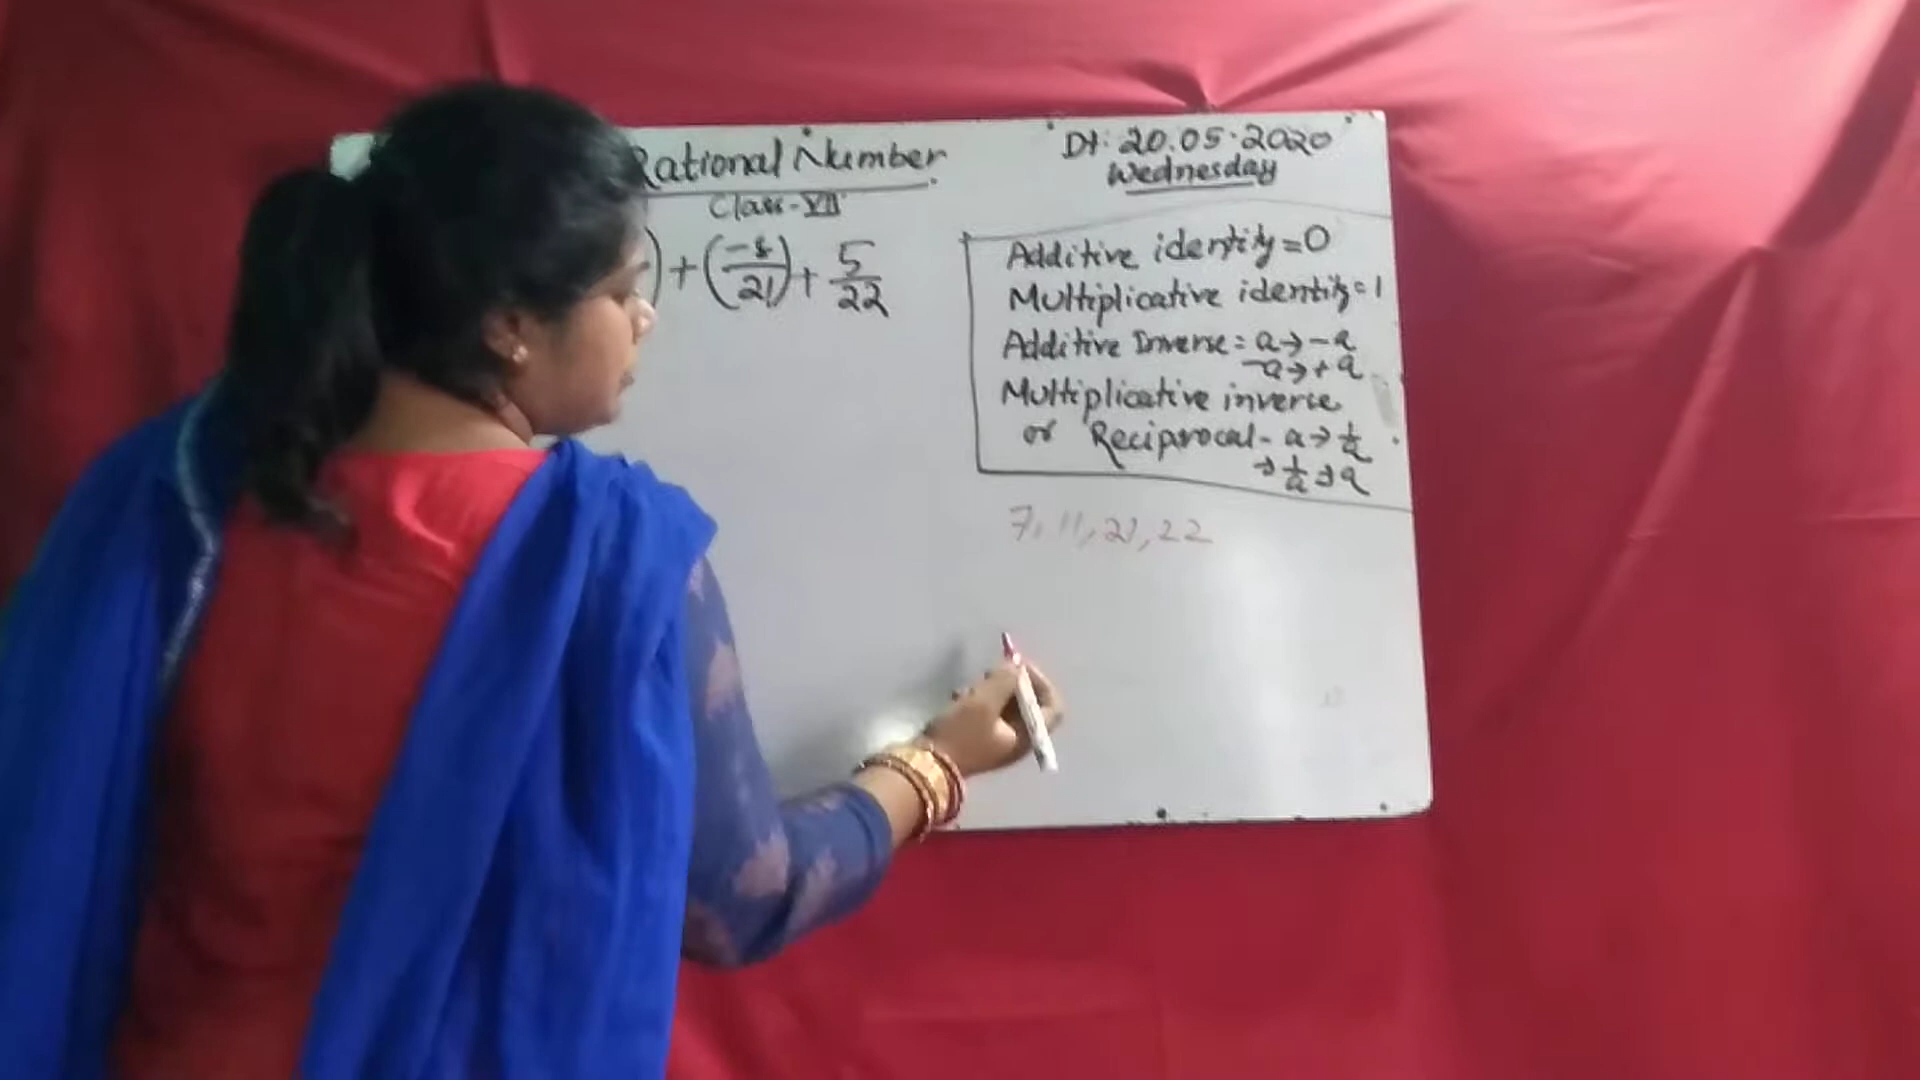 Rational Number
Class-VII
Dt: 20.05.2020
Wednesday
) + (-8/21) + 5/22
Additive identity = 0
Multiplicative identity = 1
Additive Inverse = a → -a
-a → + a
Multiplicative inverse
or Reciprocal - a → 1/a
→ 1/a → a
7, 11, 21, 22